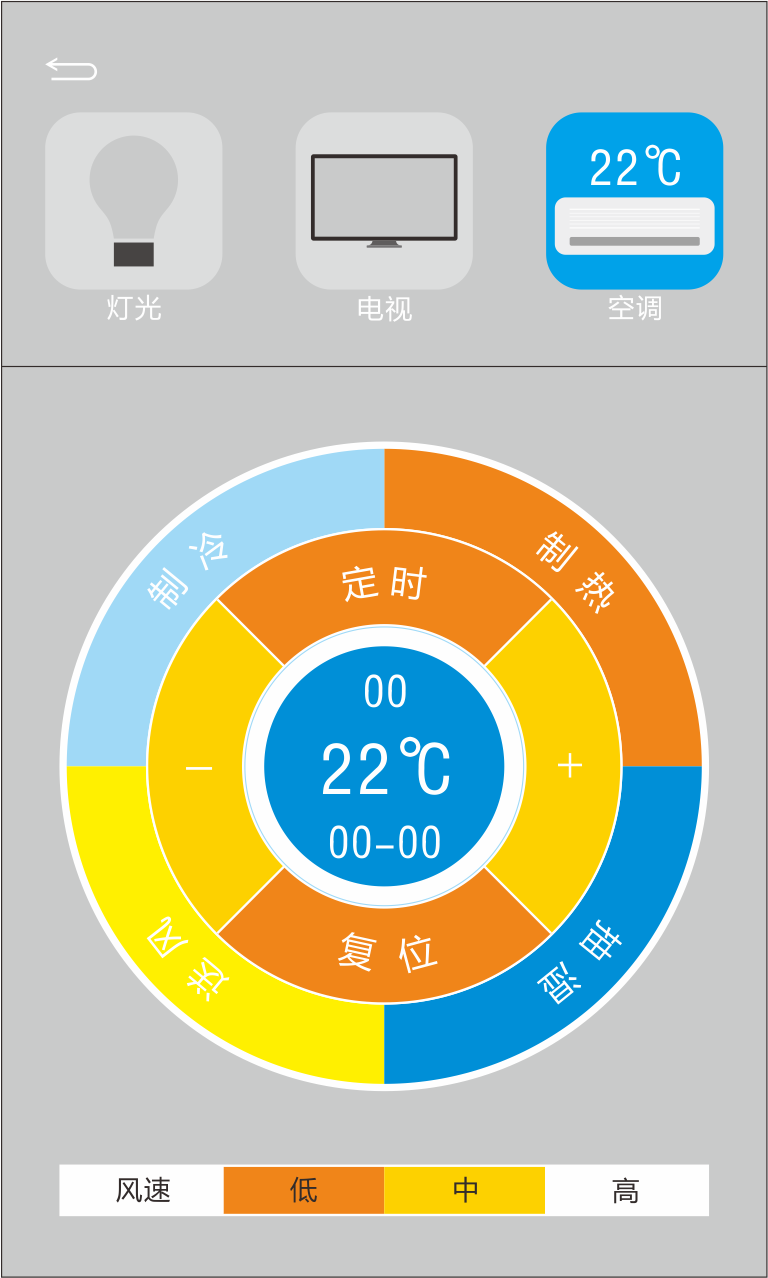 22℃
灯光
电视
空调
制冷
制热
定时
00
－
22℃
＋
00-00
送风
抽湿
复位
风速
低
中
高